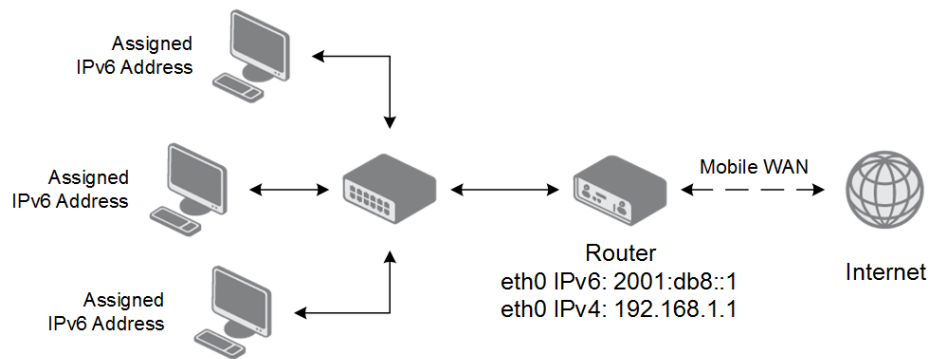 Assigned
IPv6 Address
Assigned
IPv6 Address
Assigned
IPv6 Address
Mobile WAN
Router
eth0 IPv6: 2001:db8::1
eth0 IPv4: 192.168.1.1
Internet